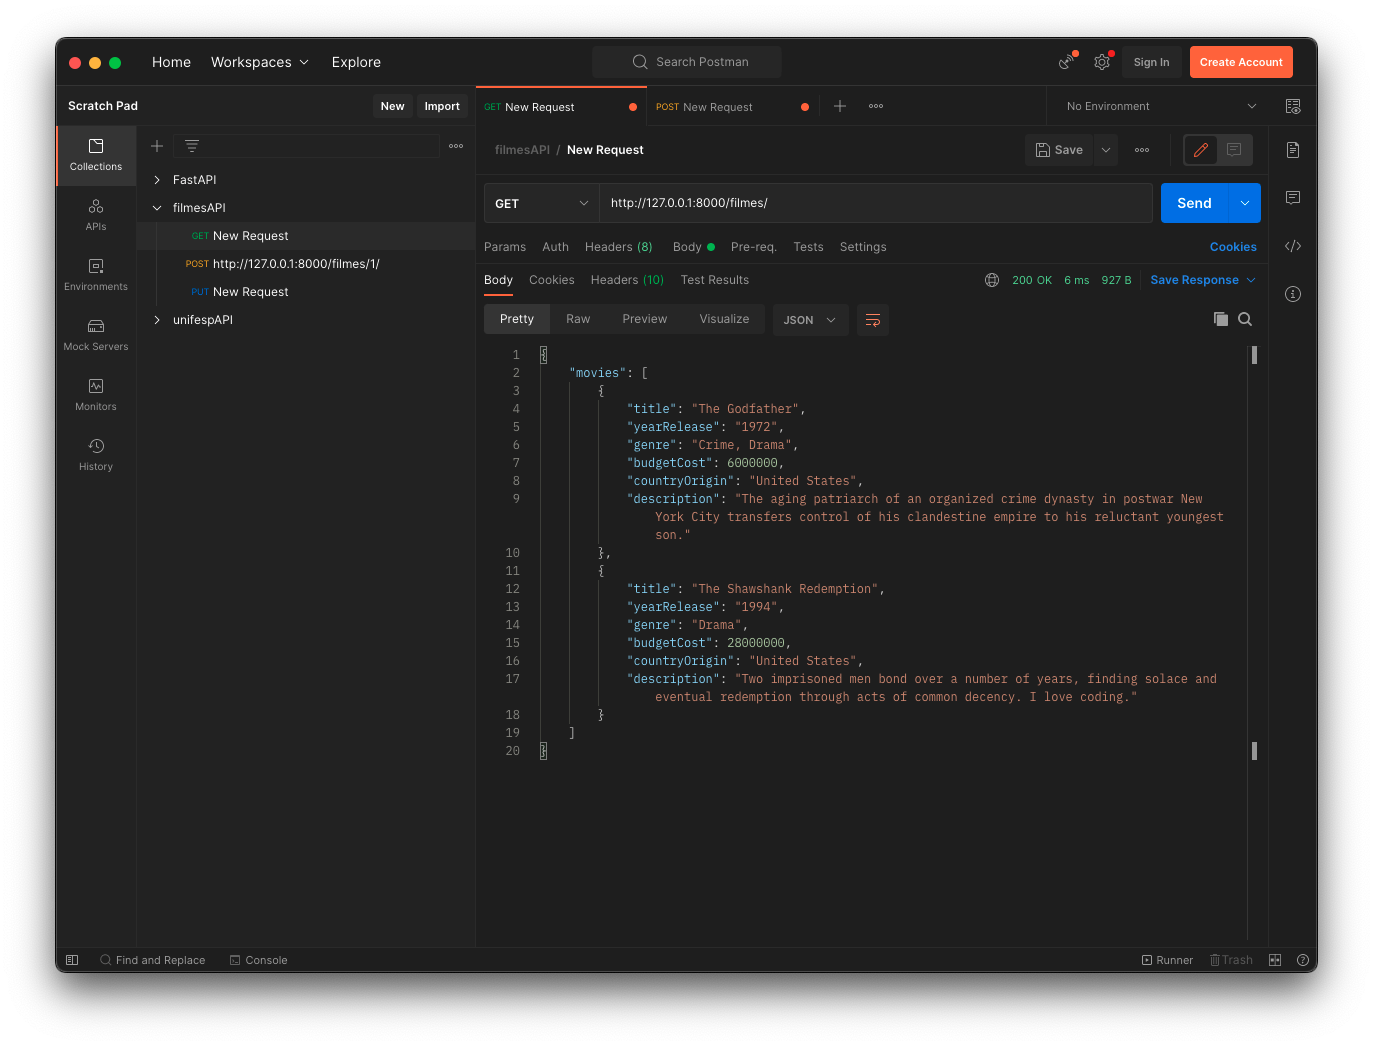 Home Workspaces Explore Search Postman Sign In Create Account
Scratch Pad New Import
GET New Request POST New Request No Environment
Collections
APIs
Environments
Mock Servers
Monitors
History
FastAPI
filmesAPI
GET New Request
POST http://127.0.0.1:8000/filmes/1/
PUT New Request
unifespAPI
filmesAPI / New Request Save
GET http://127.0.0.1:8000/filmes/ Send
Params Auth Headers (8) Body Pre-req. Tests Settings Cookies
Body Cookies Headers (10) Test Results 200 OK 6 ms 927 B Save Response
Pretty Raw Preview Visualize JSON
1 {
2 "movies": [
3 {
4 "title": "The Godfather",
5 "yearRelease": "1972",
6 "genre": "Crime, Drama",
7 "budgetCost": 6000000,
8 "countryOrigin": "United States",
9 "description": "The aging patriarch of an organized crime dynasty in postwar New
York City transfers control of his clandestine empire to his reluctant youngest
son."
10 },
11 {
12 "title": "The Shawshank Redemption",
13 "yearRelease": "1994",
14 "genre": "Drama",
15 "budgetCost": 28000000,
16 "countryOrigin": "United States",
17 "description": "Two imprisoned men bond over a number of years, finding solace and
eventual redemption through acts of common decency. I love coding."
18 }
19 ]
20 }
Find and Replace Console Runner Trash